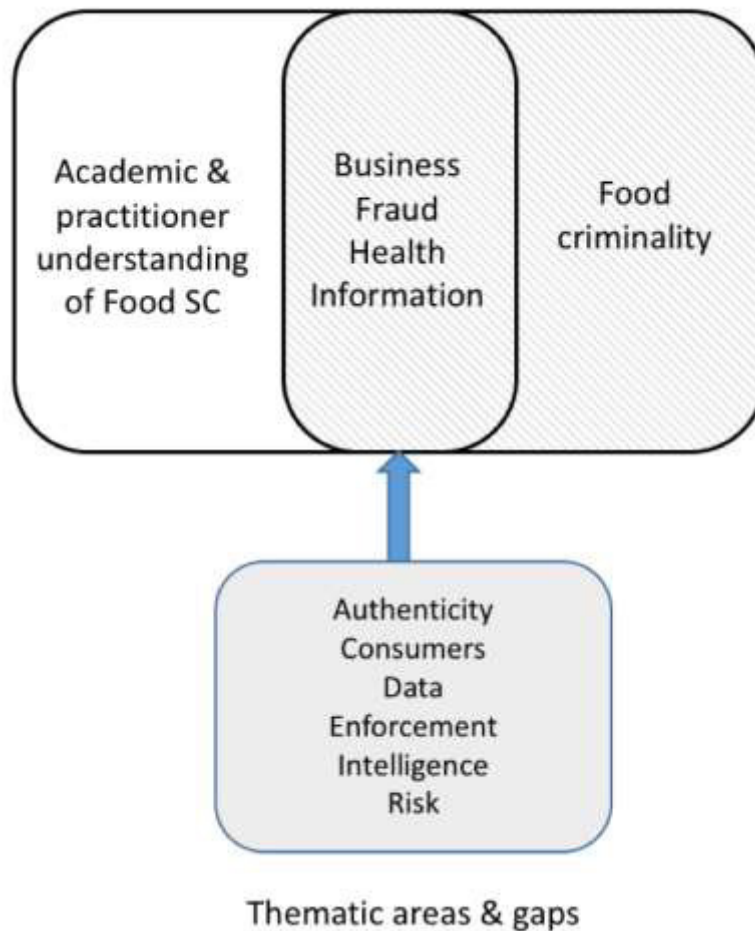 Academic &
practitioner
understanding
of Food SC
Business
Fraud
Health
Information
Food
criminality
Authenticity
Consumers
Data
Enforcement
Intelligence
Risk
Thematic areas & gaps